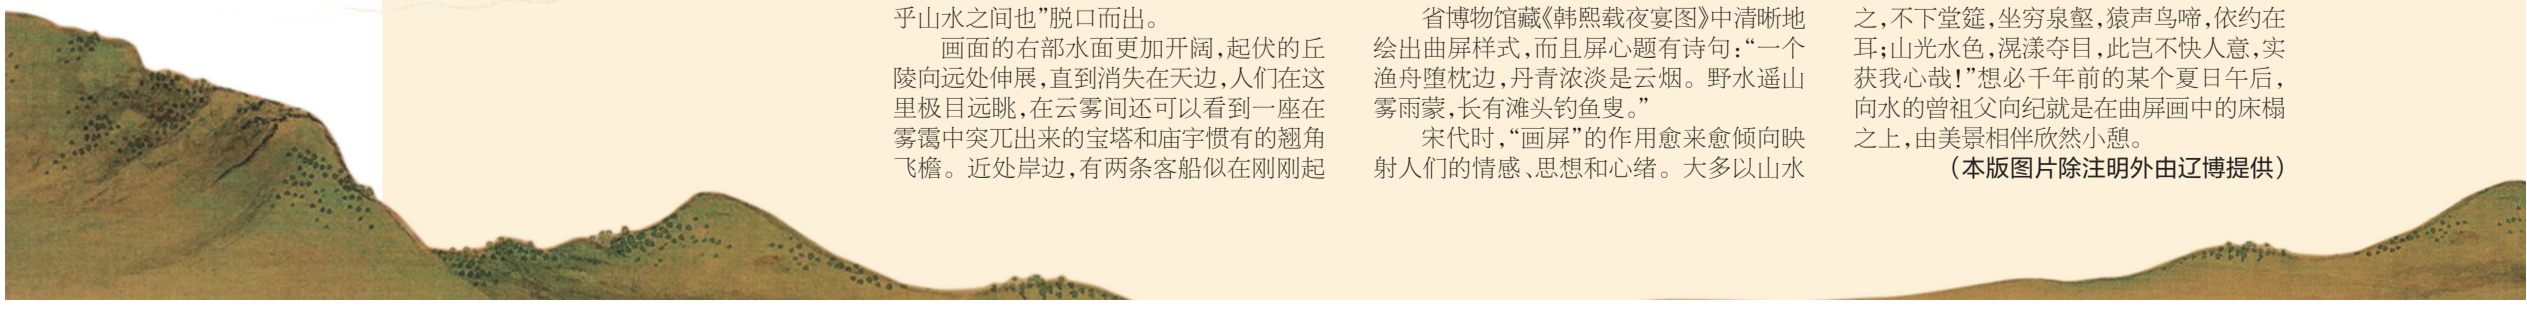 乎山水之间也”脱口而出。
画面的右部水面更加开阔，起伏的丘
陵向远处伸展，直到消失在天边，人们在这
里极目远眺，在云雾间还可以看到一座在
雾霭中突兀出来的宝塔和庙宇惯有的翘角
飞檐。近处岸边，有两条客船似在刚刚起
省博物馆藏《韩熙载夜宴图》中清晰地
绘出曲屏样式，而且屏心题有诗句：“一个
渔舟堕枕边，丹青浓淡是云烟。野水遥山
雾雨蒙，长有滩头钓鱼叟。”
宋代时，“画屏”的作用愈来愈倾向映
射人们的情感、思想和心绪。大多以山水
之，不下堂筵，坐穷泉壑，猿声鸟啼，依约在
耳；山光水色，滉漾夺目，此岂不快人意，实
获我心哉！”想必千年前的某个夏日午后，
向水的曾祖父向纪就是在曲屏画中的床榻
之上，由美景相伴欣然小憩。
（本版图片除注明外由辽博提供）